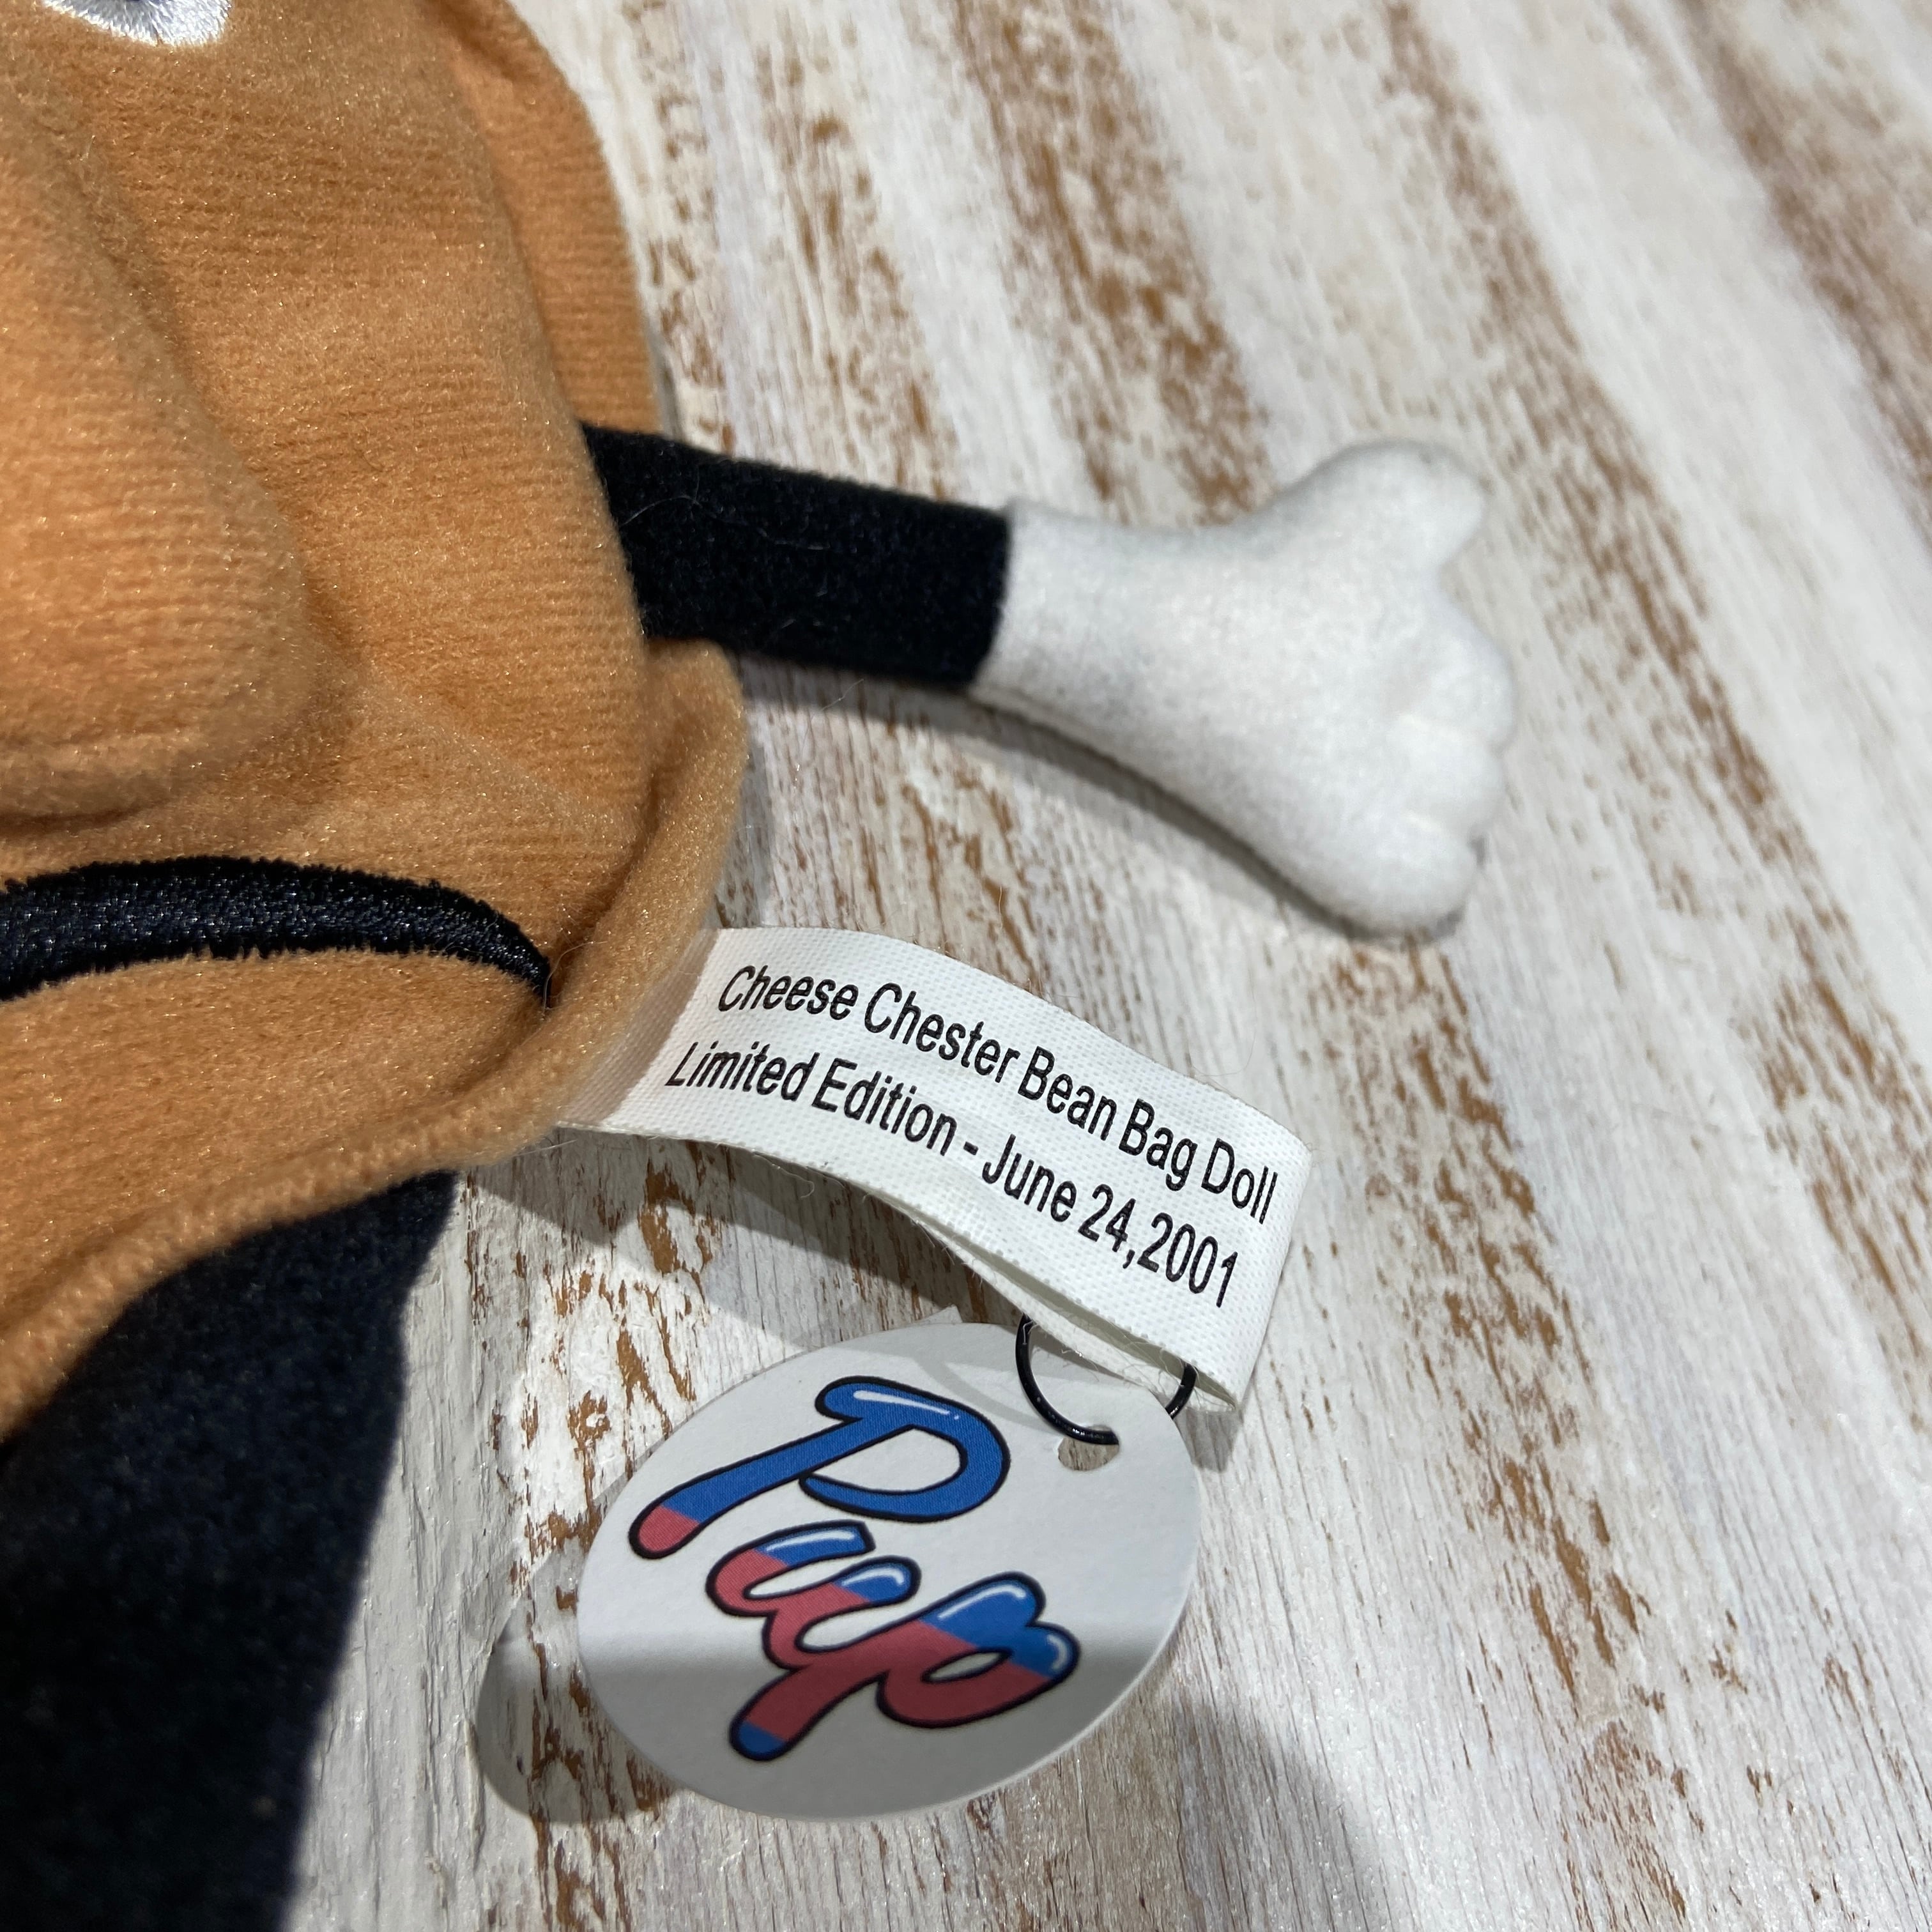 Cheese Chester Bean Bag Doll
Limited Edition - June 24,2001
Pup